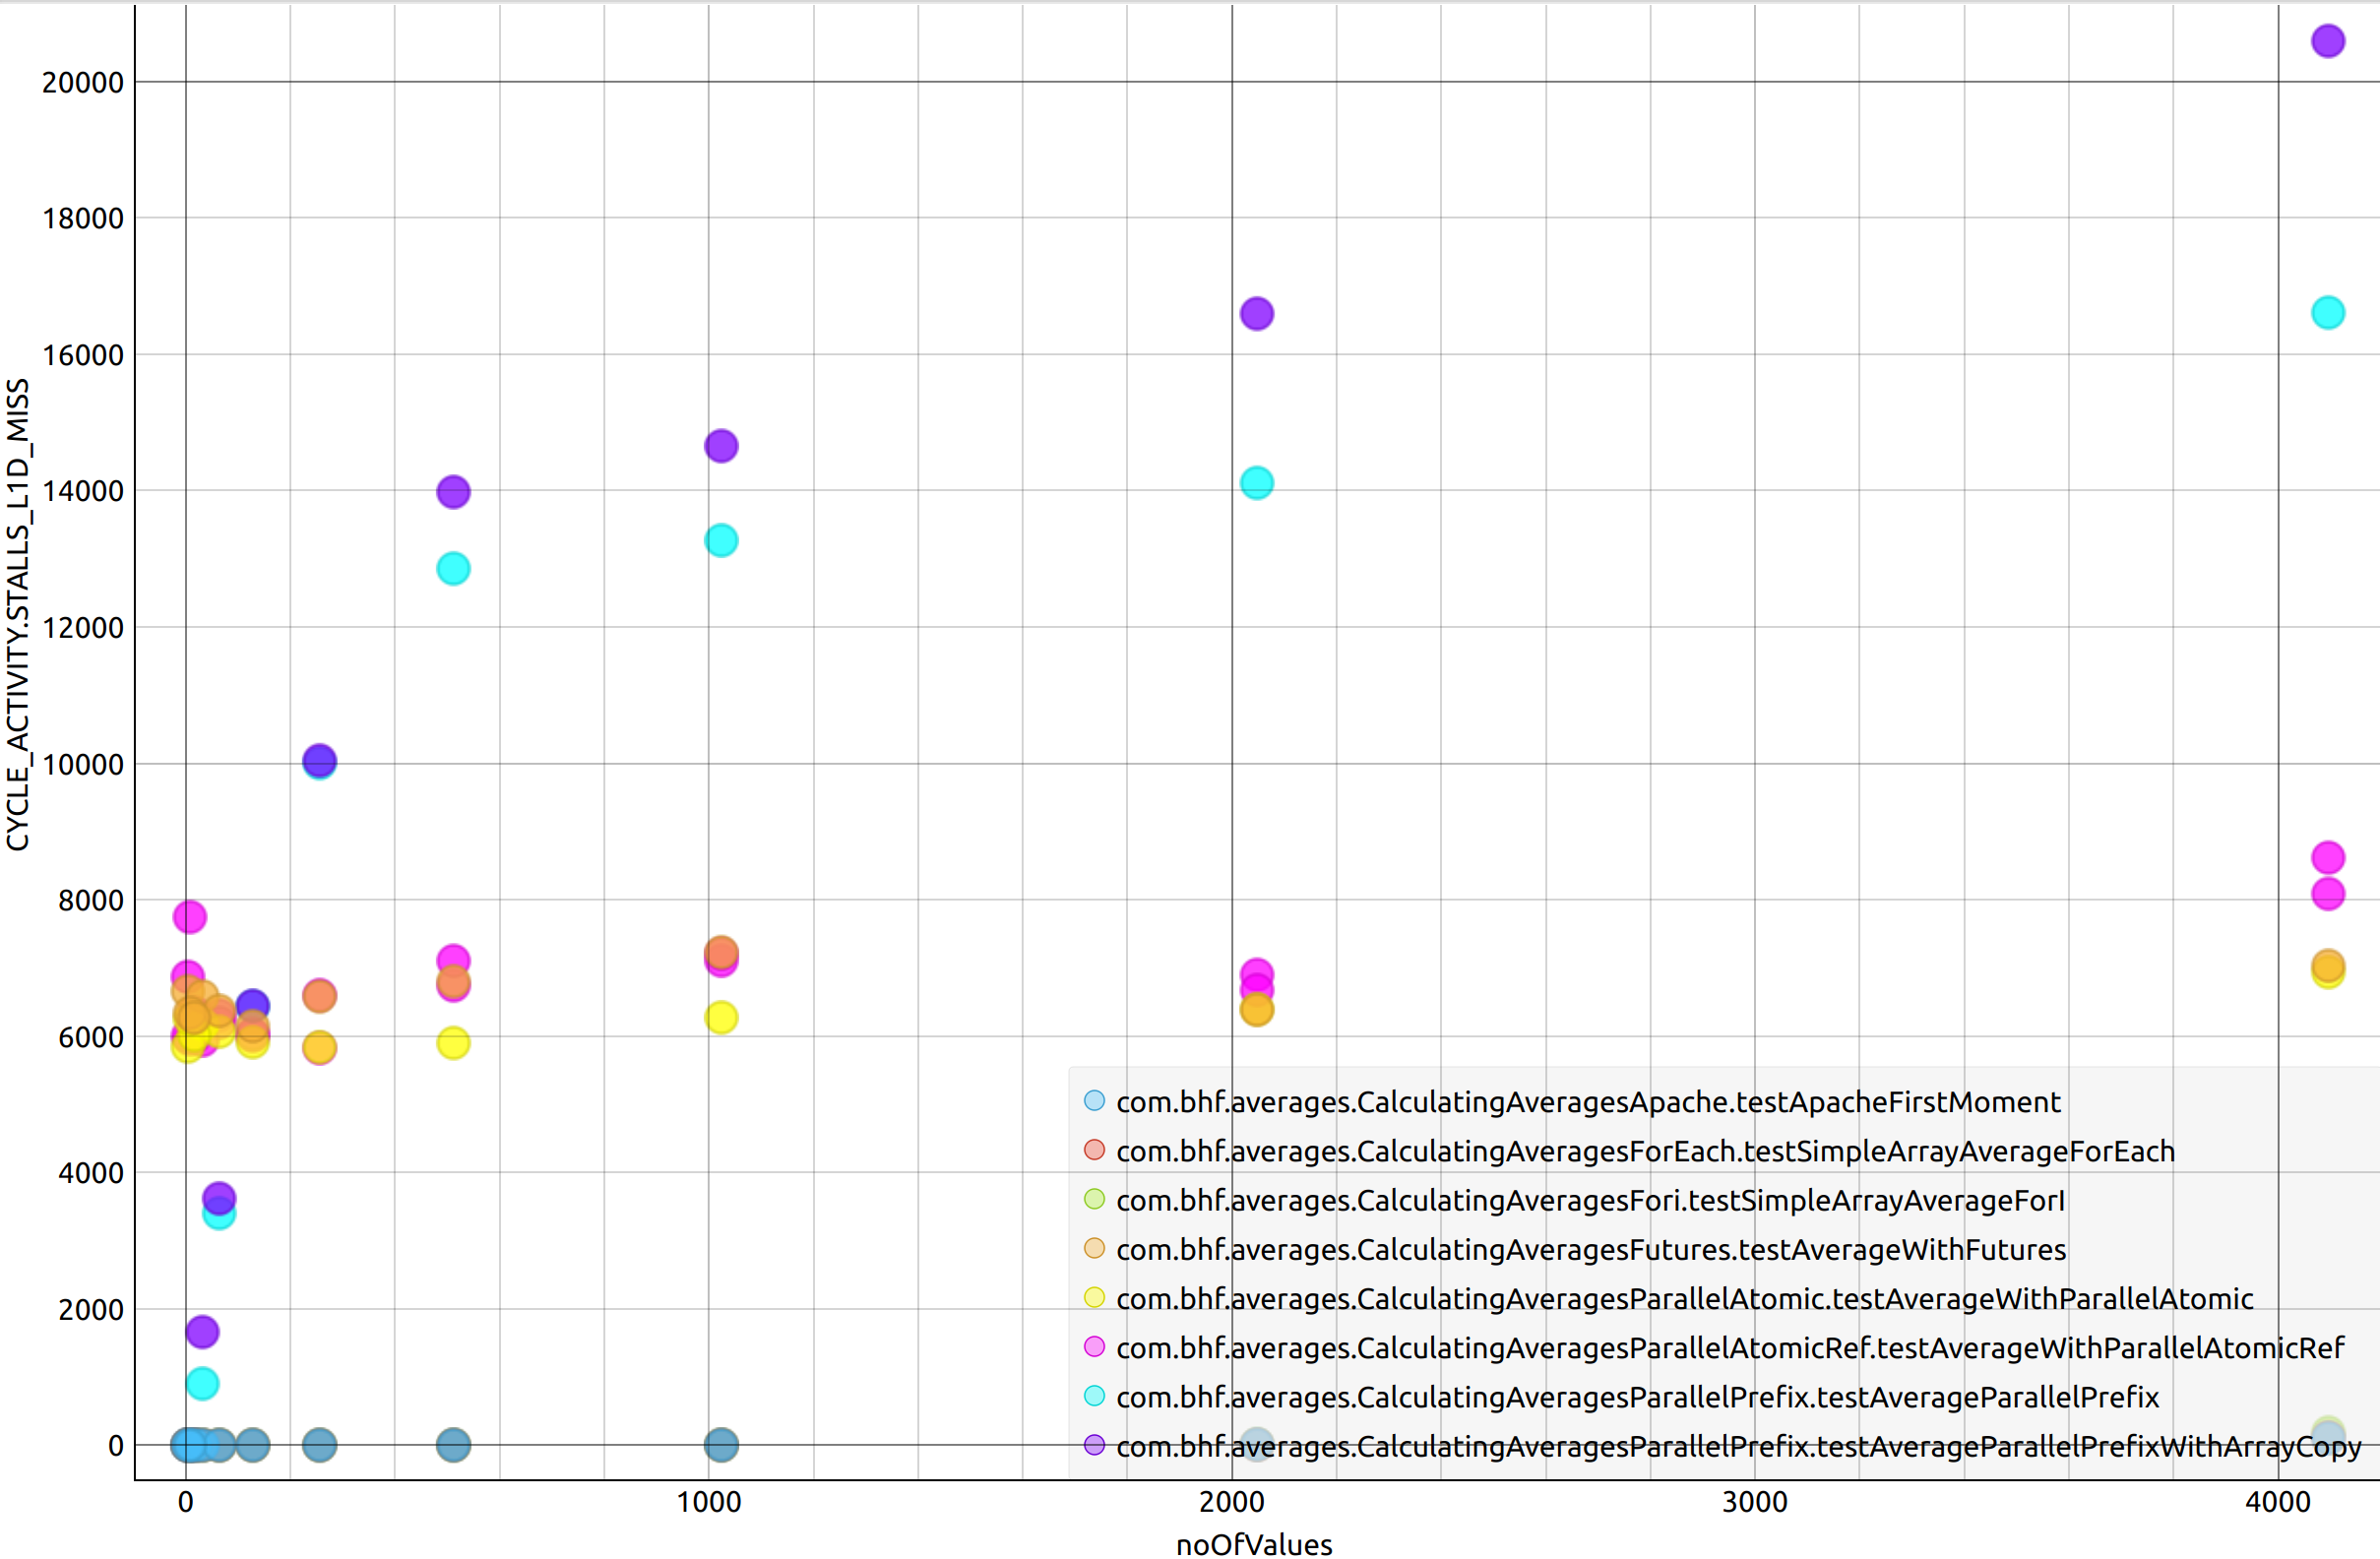 20000
18000
16000
14000
12000
10000
8000
6000
4000
2000
0
CYCLE_ACTIVITY.STALLS_L1D_MISS
com.bhf.averages.CalculatingAveragesApache.testApacheFirstMoment
com.bhf.averages.CalculatingAveragesForEach.testSimpleArrayAverageForEach
com.bhf.averages.CalculatingAveragesFori.testSimpleArrayAverageForI
com.bhf.averages.CalculatingAveragesFutures.testAverageWithFutures
com.bhf.averages.CalculatingAveragesParallelAtomic.testAverageWithParallelAtomic
com.bhf.averages.CalculatingAveragesParallelAtomicRef.testAverageWithParallelAtomicRef
com.bhf.averages.CalculatingAveragesParallelPrefix.testAverageParallelPrefix
com.bhf.averages.CalculatingAveragesParallelPrefix.testAverageParallelPrefixWithArrayCopy
0 1000 2000 3000 4000
noOfValues